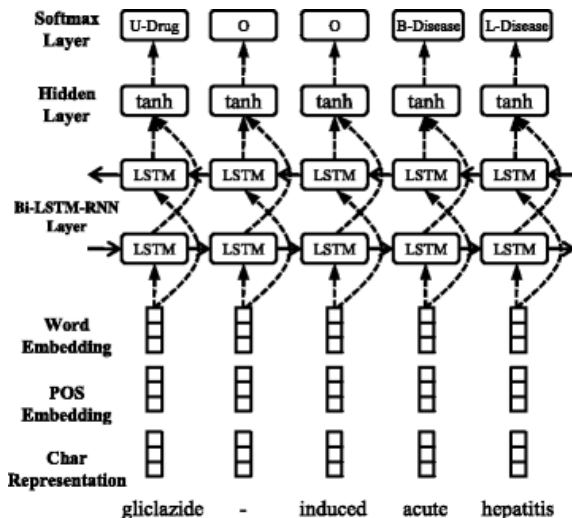 Softmax
Layer
U-Drug O O B-Disease L-Disease
Hidden
Layer
tanh tanh tanh tanh tanh
LSTM LSTM LSTM LSTM LSTM
Bi-LSTM-RNN
Layer
LSTM LSTM LSTM LSTM LSTM
Word
Embedding
POS
Embedding
Char
Representation
gliclazide - induced acute hepatitis